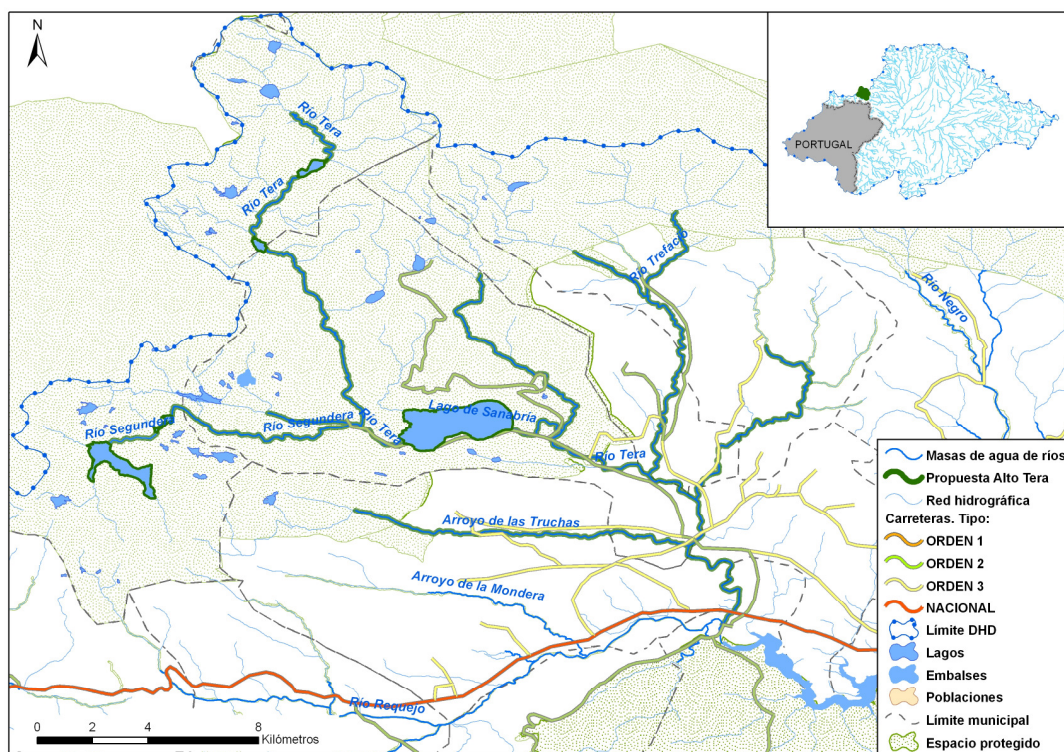 N
PORTUGAL
Río Tera
Río Tera
Río Trefacio
Río Negro
Río Segundera
Río Segundera
Río Tera
Lago de Sanabria
Río Tera
Arroyo de las Truchas
Arroyo de la Mondera
Río Requejo
0 2 4 8
Kilómetros
Masas de agua de ríos
Propuesta Alto Tera
Red hidrográfica
Carreteras. Tipo:
ORDEN 1
ORDEN 2
ORDEN 3
NACIONAL
Límite DHD
Lagos
Embalses
Poblaciones
Límite municipal
Espacio protegido